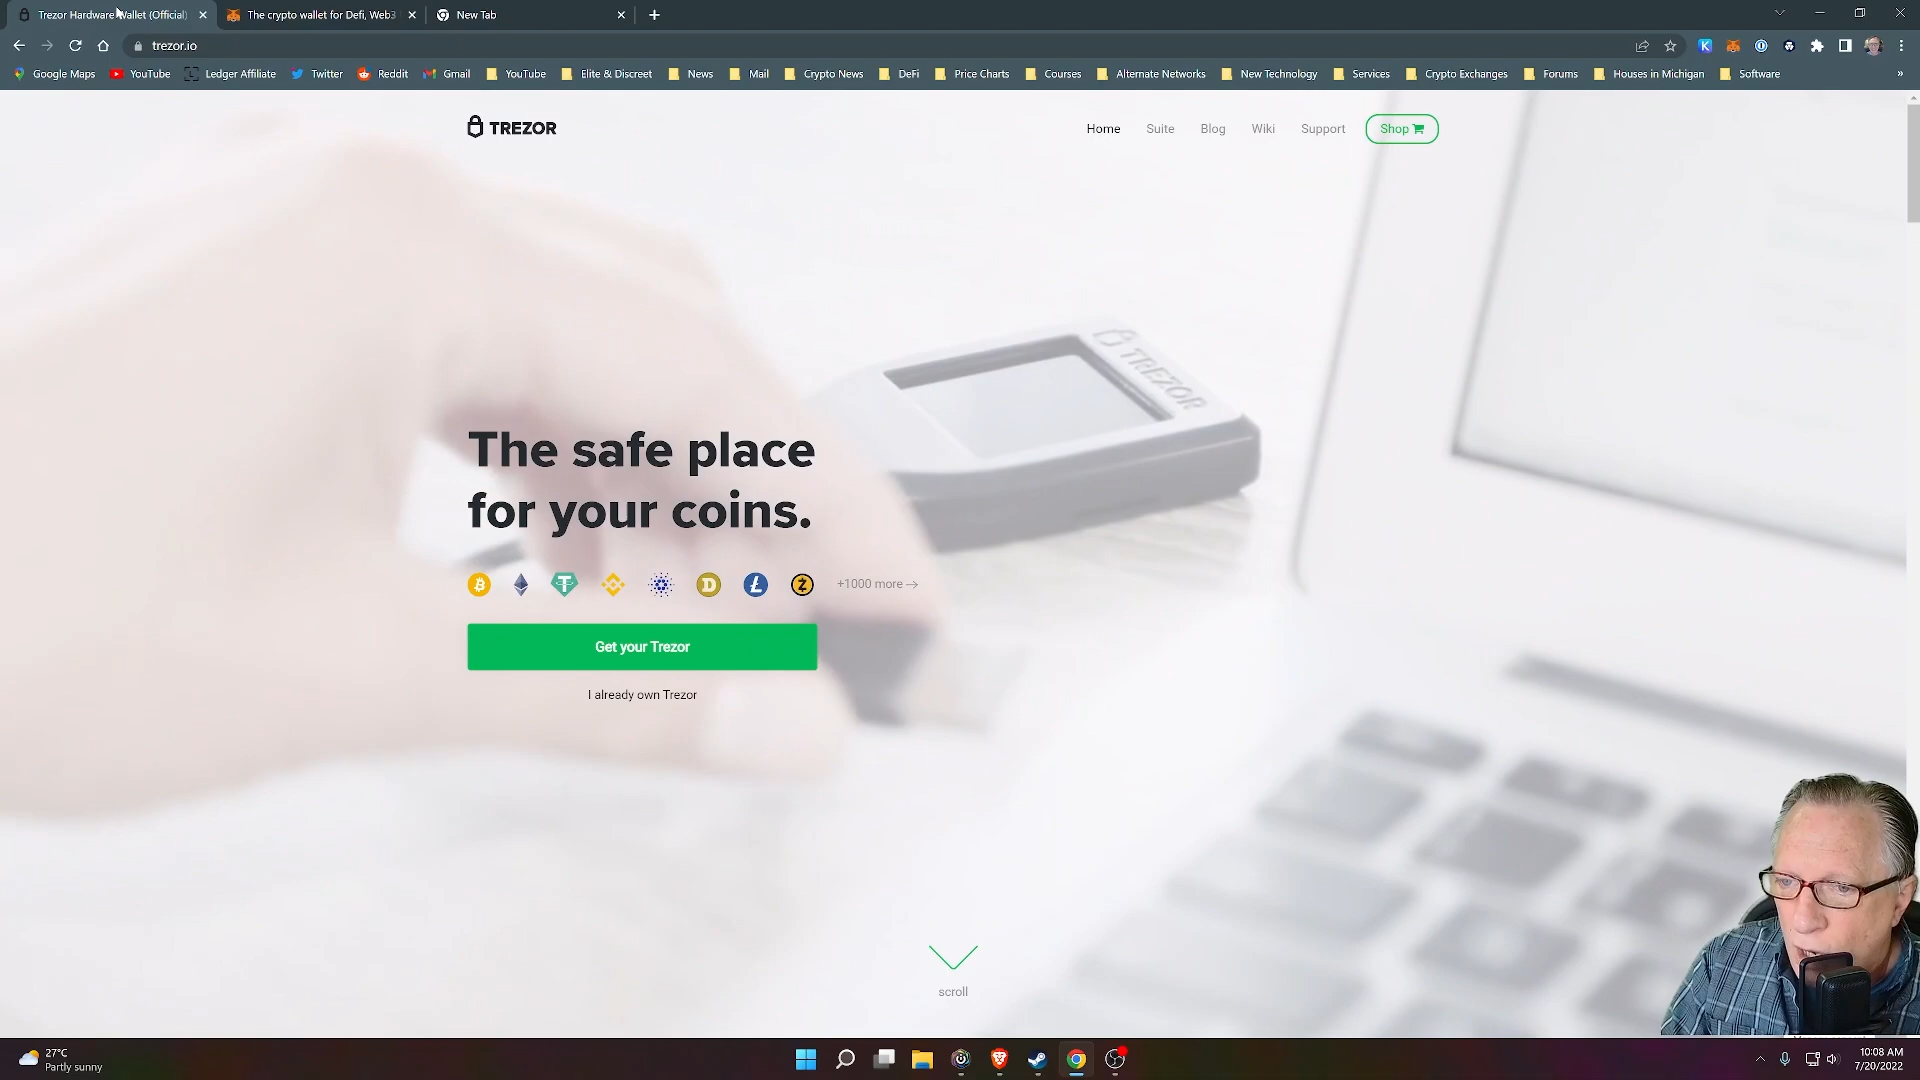 Trezor Hardware Wallet (Official)
The crypto wallet for Defi, Web3
New Tab
trezor.io
Google Maps
YouTube
Ledger Affiliate
Twitter
Reddit
Gmail
YouTube
Elite & Discreet
News
Mail
Crypto News
DeFi
Price Charts
Courses
Alternate Networks
New Technology
Services
Crypto Exchanges
Forums
Houses in Michigan
Software
TREZOR
Home
Suite
Blog
Wiki
Support
Shop
TREZOR
The safe place
for your coins.
+1000 more →
Get your Trezor
I already own Trezor
scroll
27°C
Partly sunny
10:08 AM
7/20/2022